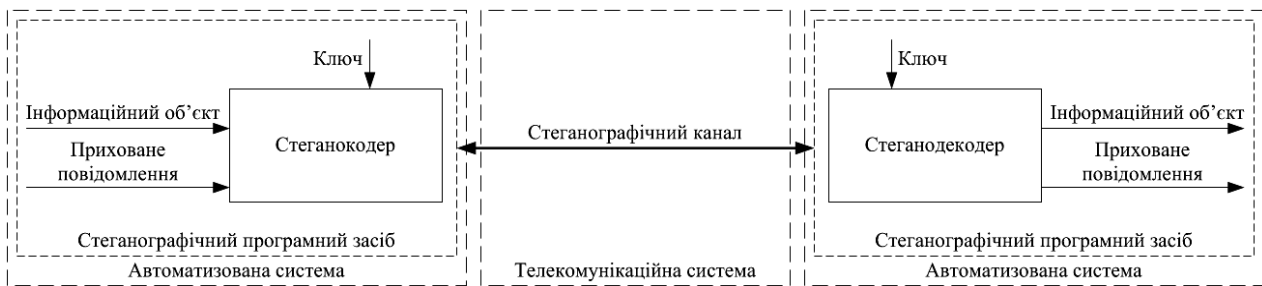 Ключ
Інформаційний об’єкт
Приховане
повідомлення
Стеганокодер
Стеганографічний програмний засіб
Автоматизована система
Стеганографічний канал
Телекомунікаційна система
Ключ
Стеганодекодер
Інформаційний об’єкт
Приховане
повідомлення
Стеганографічний програмний засіб
Автоматизована система